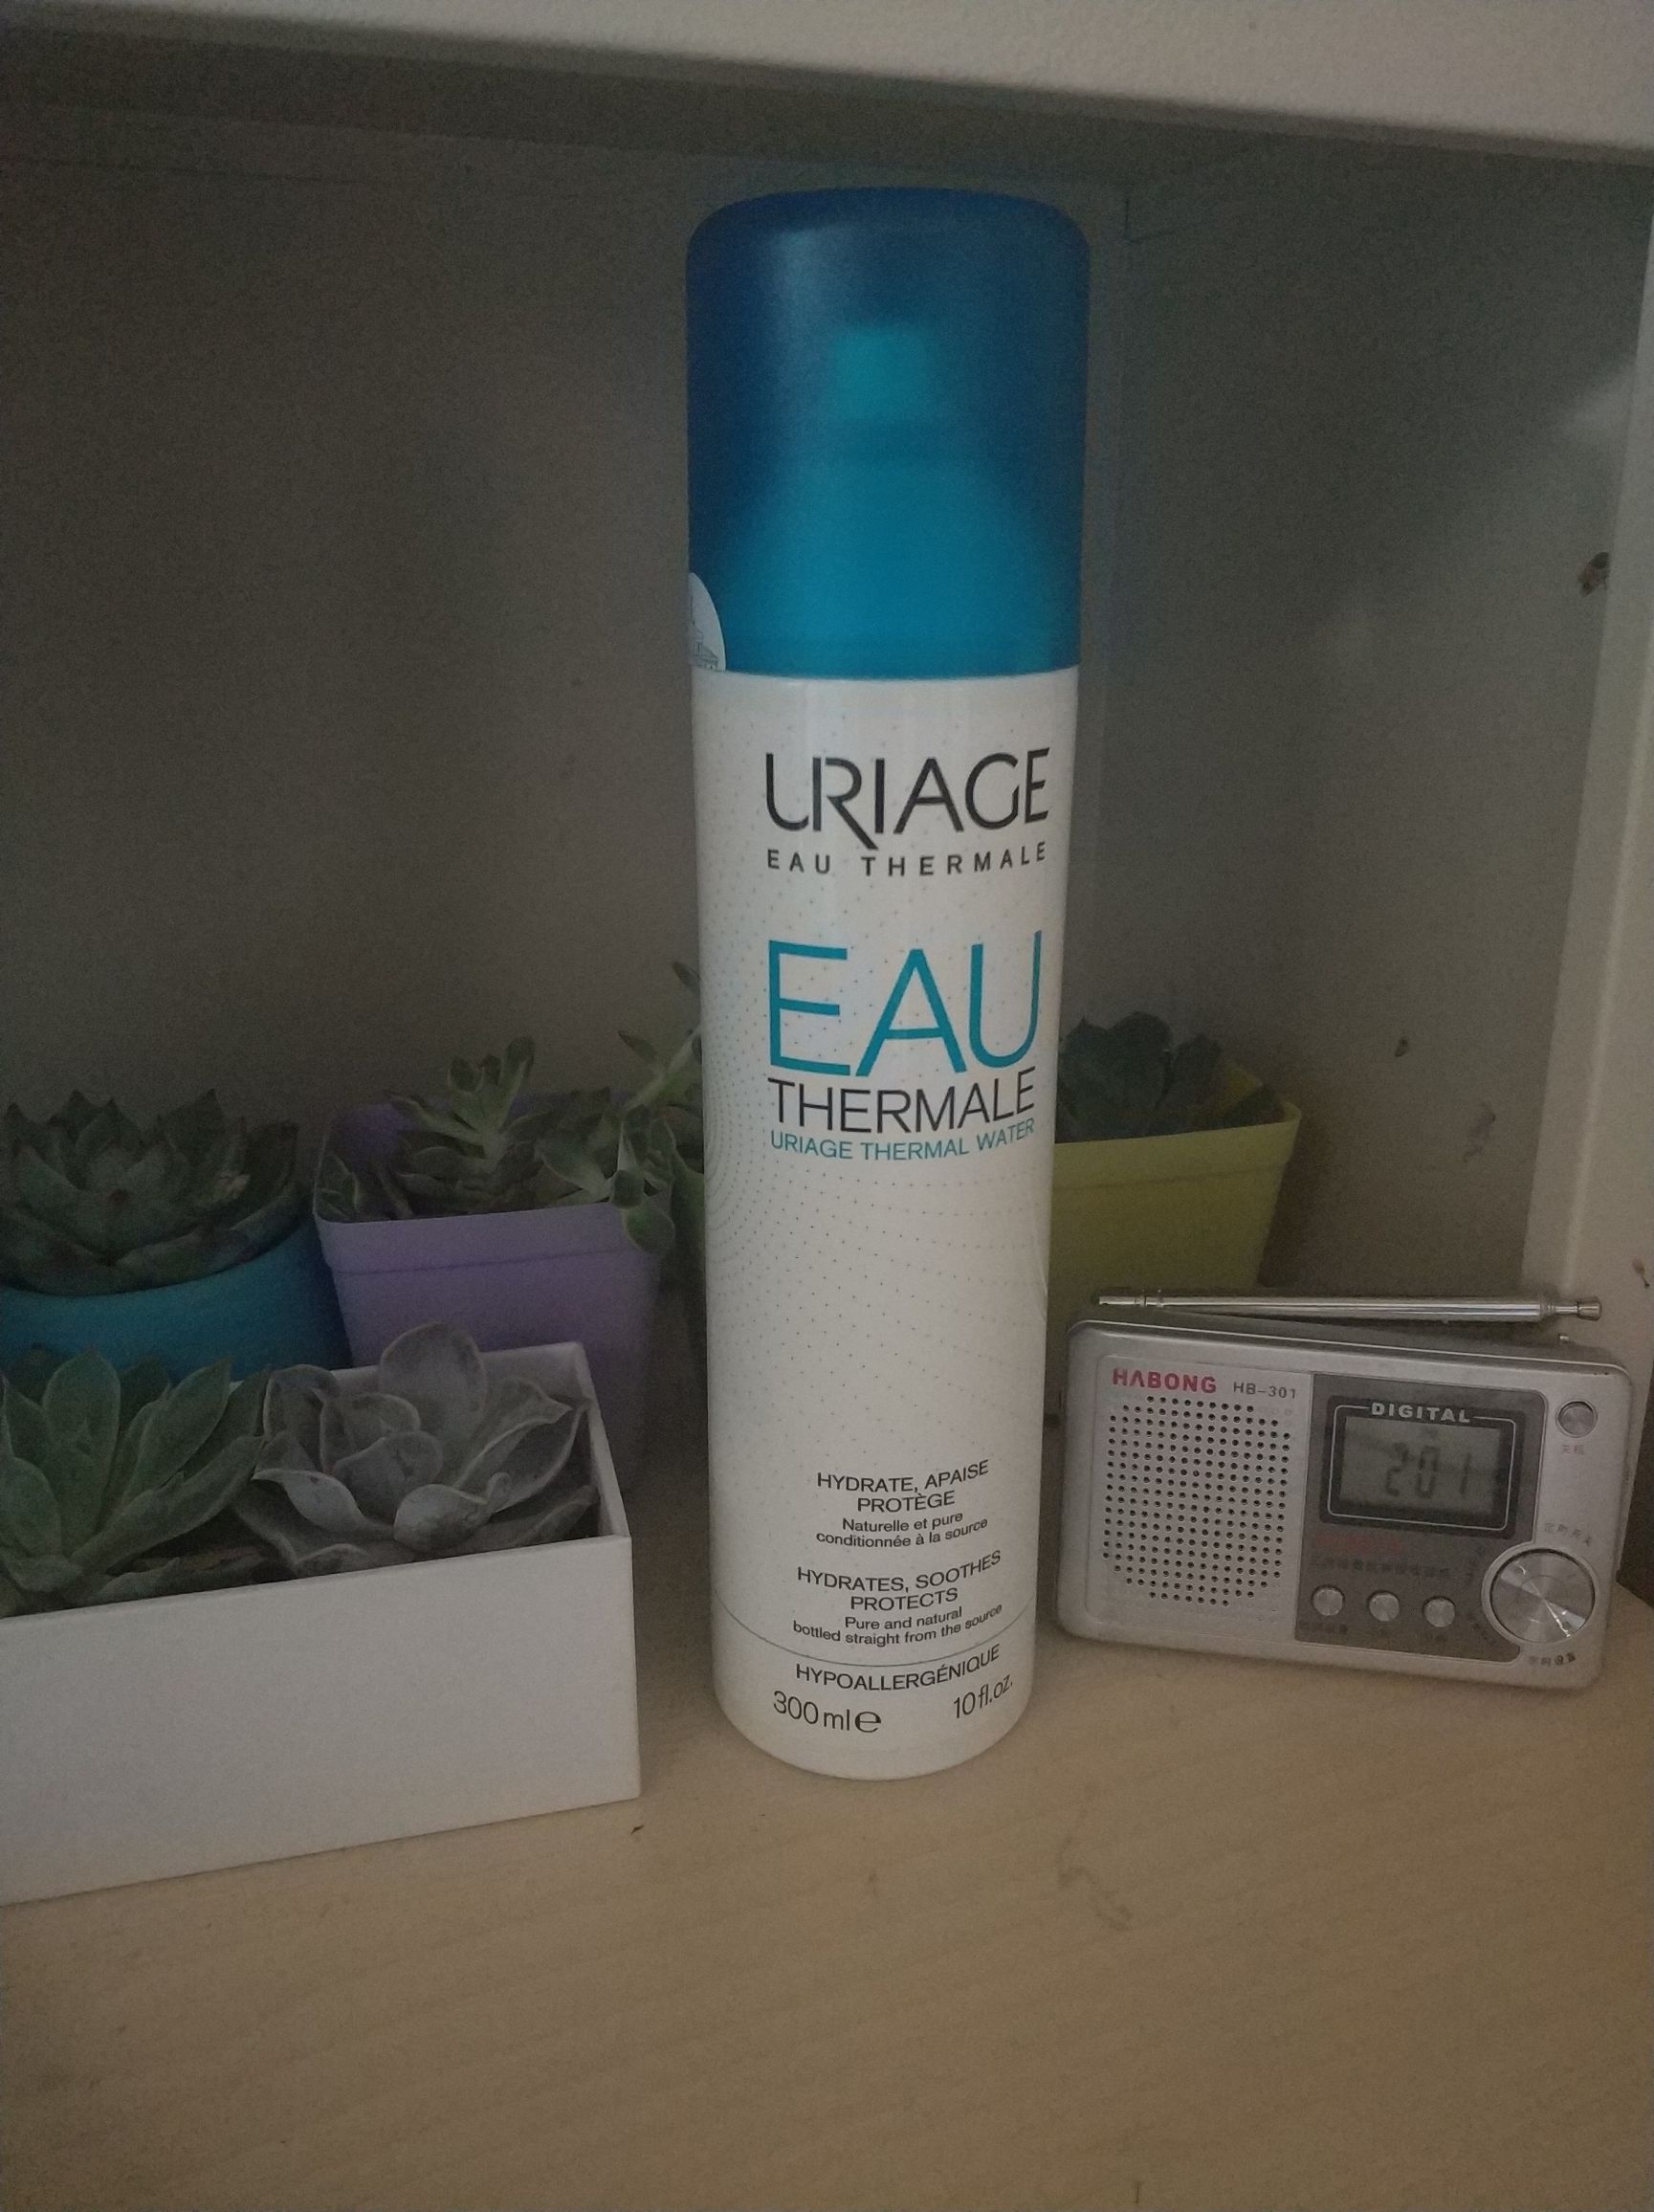 URIAGE
EAU THERMALE
EAU
THERMALE
URIAGE THERMAL WATER
HYDRATE, APAISE
PROTÈGE
Naturelle et pure
conditionnée à la source
HYDRATES, SOOTHES
PROTECTS
Pure and natural
bottled straight from the source
HYPOALLERGÉNIQUE
300 ml e 10 fl.oz.
HABONG HB-301
DIGITAL
201